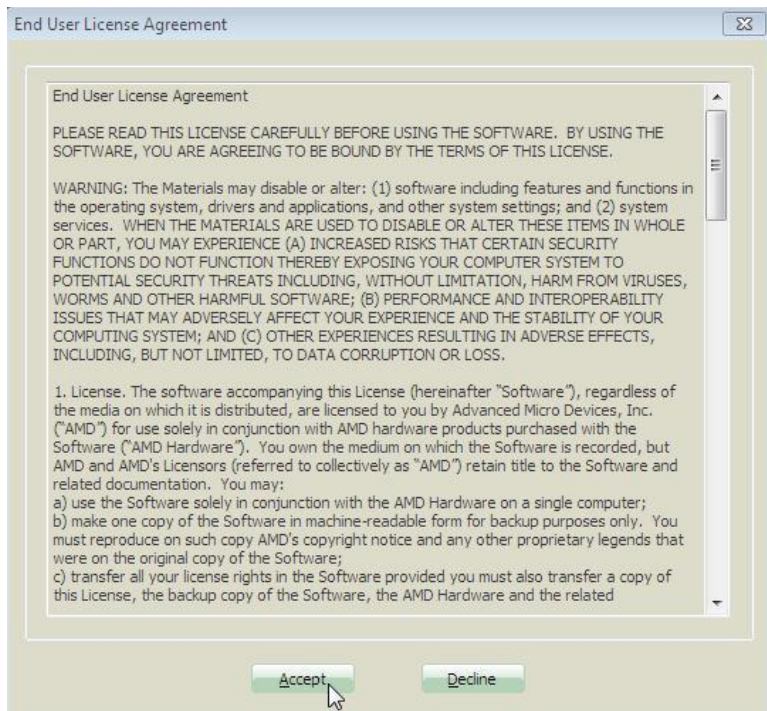 End User License Agreement
End User License Agreement
PLEASE READ THIS LICENSE CAREFULLY BEFORE USING THE SOFTWARE.  BY USING THE
SOFTWARE, YOU ARE AGREEING TO BE BOUND BY THE TERMS OF THIS LICENSE.
WARNING: The Materials may disable or alter: (1) software including features and functions in
the operating system, drivers and applications, and other system settings; and (2) system
services.  WHEN THE MATERIALS ARE USED TO DISABLE OR ALTER THESE ITEMS IN WHOLE
OR PART, YOU MAY EXPERIENCE (A) INCREASED RISKS THAT CERTAIN SECURITY
FUNCTIONS DO NOT FUNCTION THEREBY EXPOSING YOUR COMPUTER SYSTEM TO
POTENTIAL SECURITY THREATS INCLUDING, WITHOUT LIMITATION, HARM FROM VIRUSES,
WORMS AND OTHER HARMFUL SOFTWARE; (B) PERFORMANCE AND INTEROPERABILITY
ISSUES THAT MAY ADVERSELY AFFECT YOUR EXPERIENCE AND THE STABILITY OF YOUR
COMPUTING SYSTEM; AND (C) OTHER EXPERIENCES RESULTING IN ADVERSE EFFECTS,
INCLUDING, BUT NOT LIMITED, TO DATA CORRUPTION OR LOSS.
1. License. The software accompanying this License (hereinafter “Software”), regardless of
the media on which it is distributed, are licensed to you by Advanced Micro Devices, Inc.
(“AMD”) for use solely in conjunction with AMD hardware products purchased with the
Software (“AMD Hardware”).  You own the medium on which the Software is recorded, but
AMD and AMD's Licensors (referred to collectively as “AMD”) retain title to the Software and
related documentation.  You may:
a) use the Software solely in conjunction with the AMD Hardware on a single computer;
b) make one copy of the Software in machine-readable form for backup purposes only.  You
must reproduce on such copy AMD's copyright notice and any other proprietary legends that
were on the original copy of the Software;
c) transfer all your license rights in the Software provided you must also transfer a copy of
this License, the backup copy of the Software, the AMD Hardware and the related
Accept
Decline